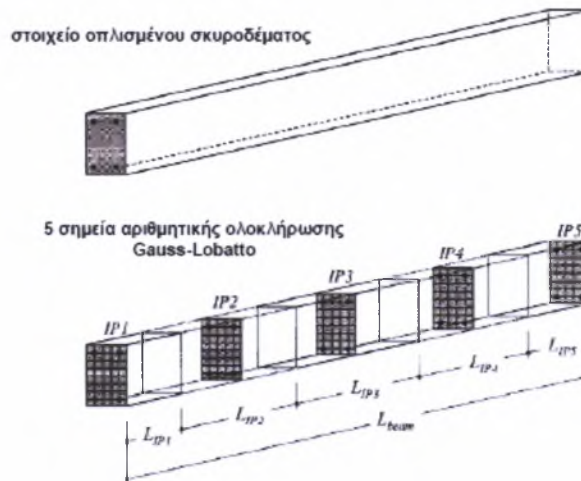 στοιχείο οπλισμένου σκυροδέματος
5 σημεία αριθμητικής ολοκλήρωσης
Gauss-Lobatto
IP5
IP4
IP3
IP2
IP1
L_IP5
L_IP4
L_IP3
L_IP2
L_IP1
L_beam